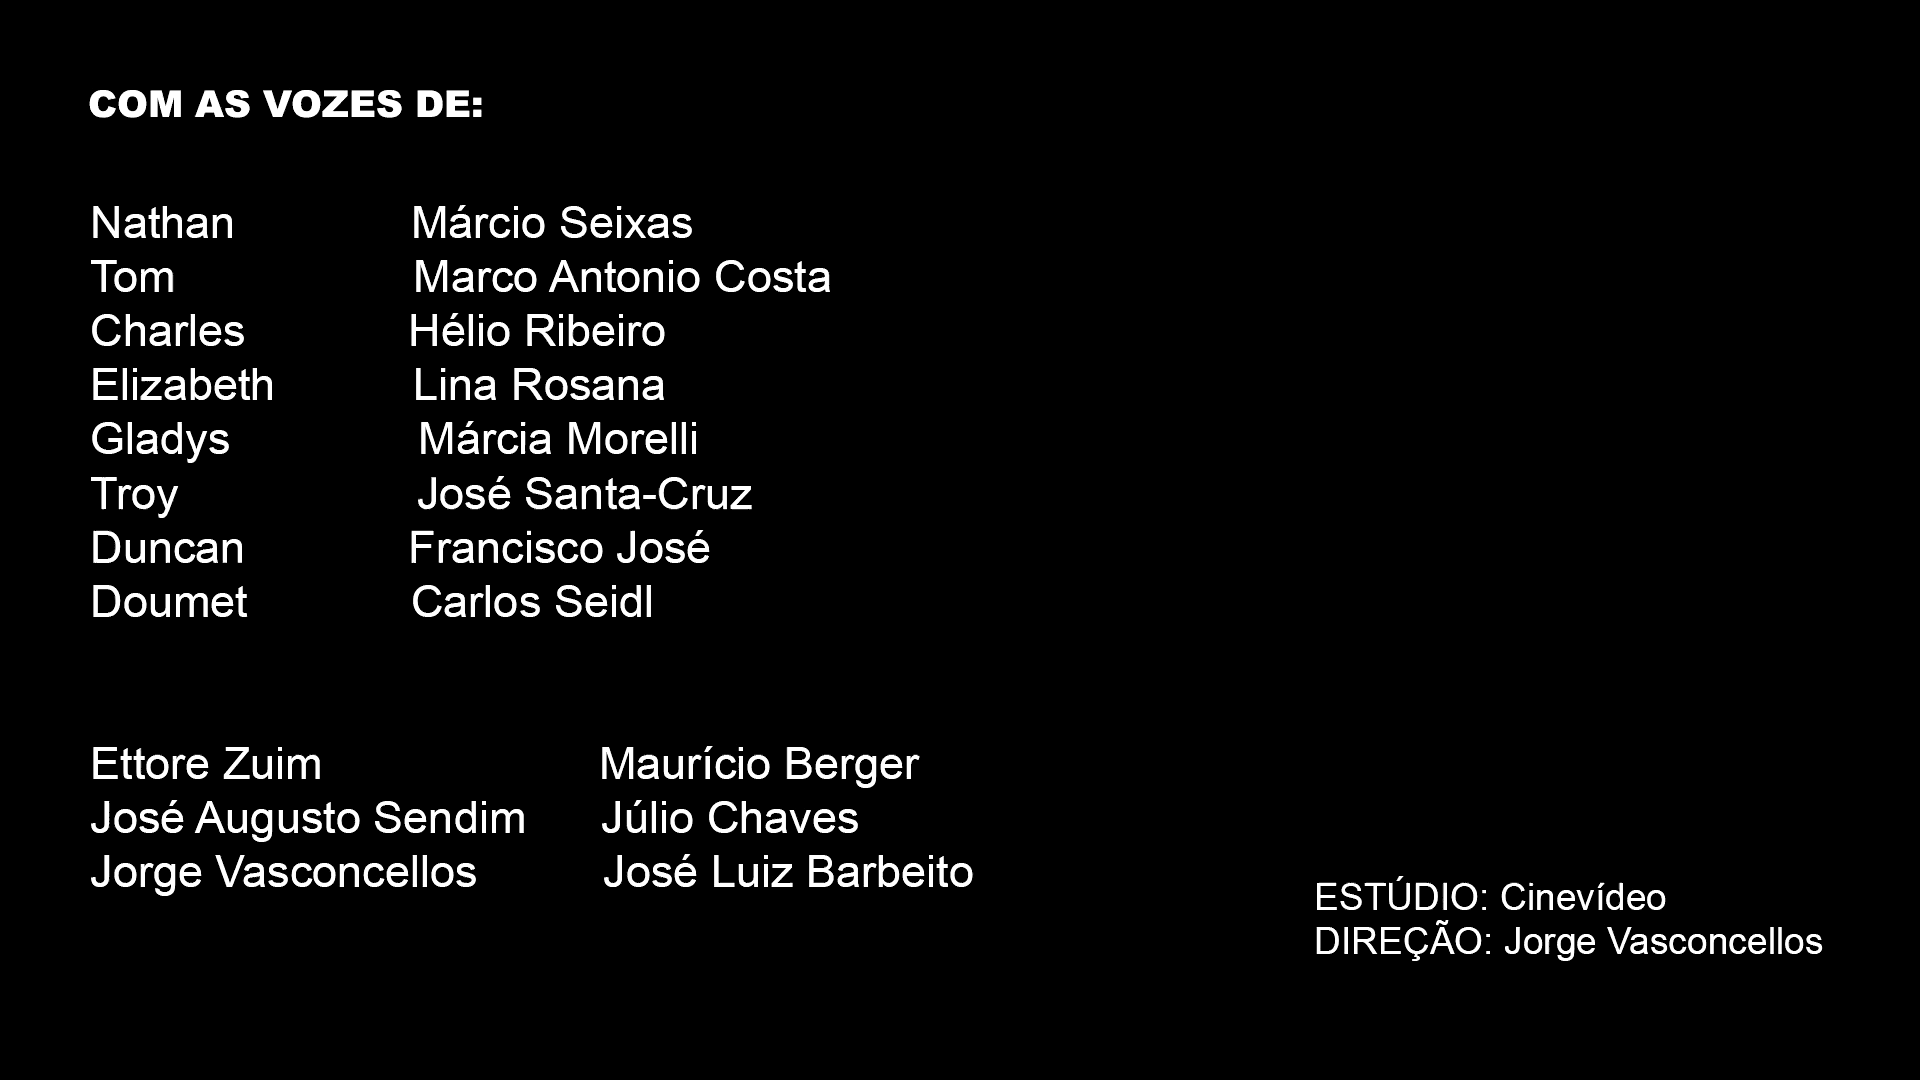 COM AS VOZES DE:
Nathan Márcio Seixas
Tom Marco Antonio Costa
Charles Hélio Ribeiro
Elizabeth Lina Rosana
Gladys Márcia Morelli
Troy José Santa-Cruz
Duncan Francisco José
Doumet Carlos Seidl
Ettore Zuim Maurício Berger
José Augusto Sendim Júlio Chaves
Jorge Vasconcellos José Luiz Barbeito
ESTÚDIO: Cinevídeo
DIREÇÃO: Jorge Vasconcellos